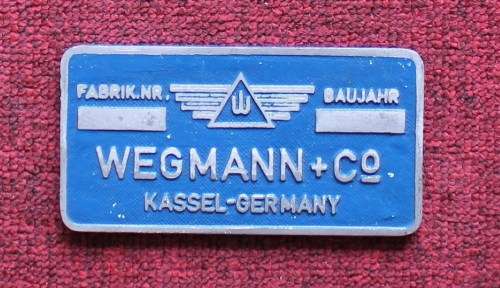 FABRIK.NR. W BAUJAHR
WEGMANN+Co
KASSEL-GERMANY